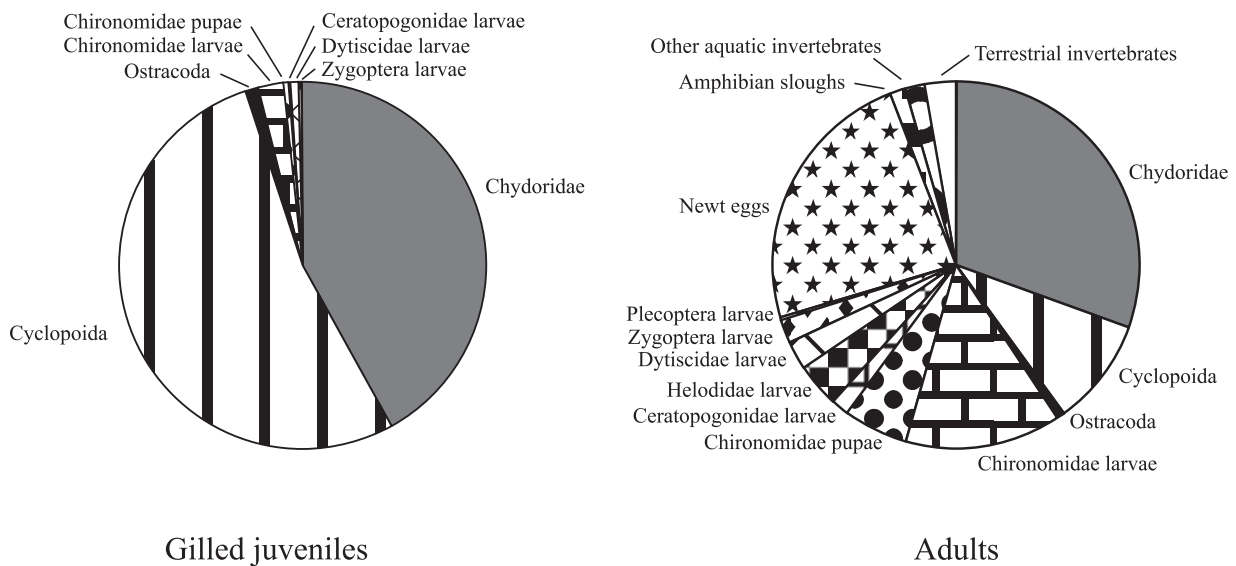 Chironomidae pupae
Chironomidae larvae
Ostracoda
Ceratopogonidae larvae
Dytiscidae larvae
Zygoptera larvae
Chydoridae
Cyclopoida
Gilled juveniles
Other aquatic invertebrates
Amphibian sloughs
Terrestrial invertebrates
Chydoridae
Newt eggs
Plecoptera larvae
Zygoptera larvae
Dytiscidae larvae
Helodidae larvae
Ceratopogonidae larvae
Chironomidae pupae
Cyclopoida
Ostracoda
Chironomidae larvae
Adults